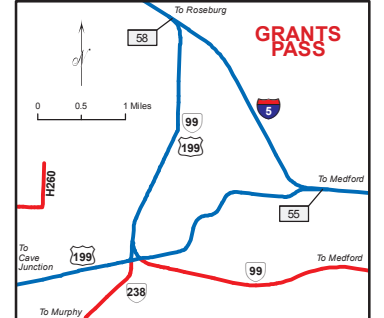 To Roseburg
58
GRANTS
PASS
N
0 0.5 1 Miles
99
5
199
H260
To Medford
55
To
Cave
Junction
199
To Medford
99
238
To Murphy